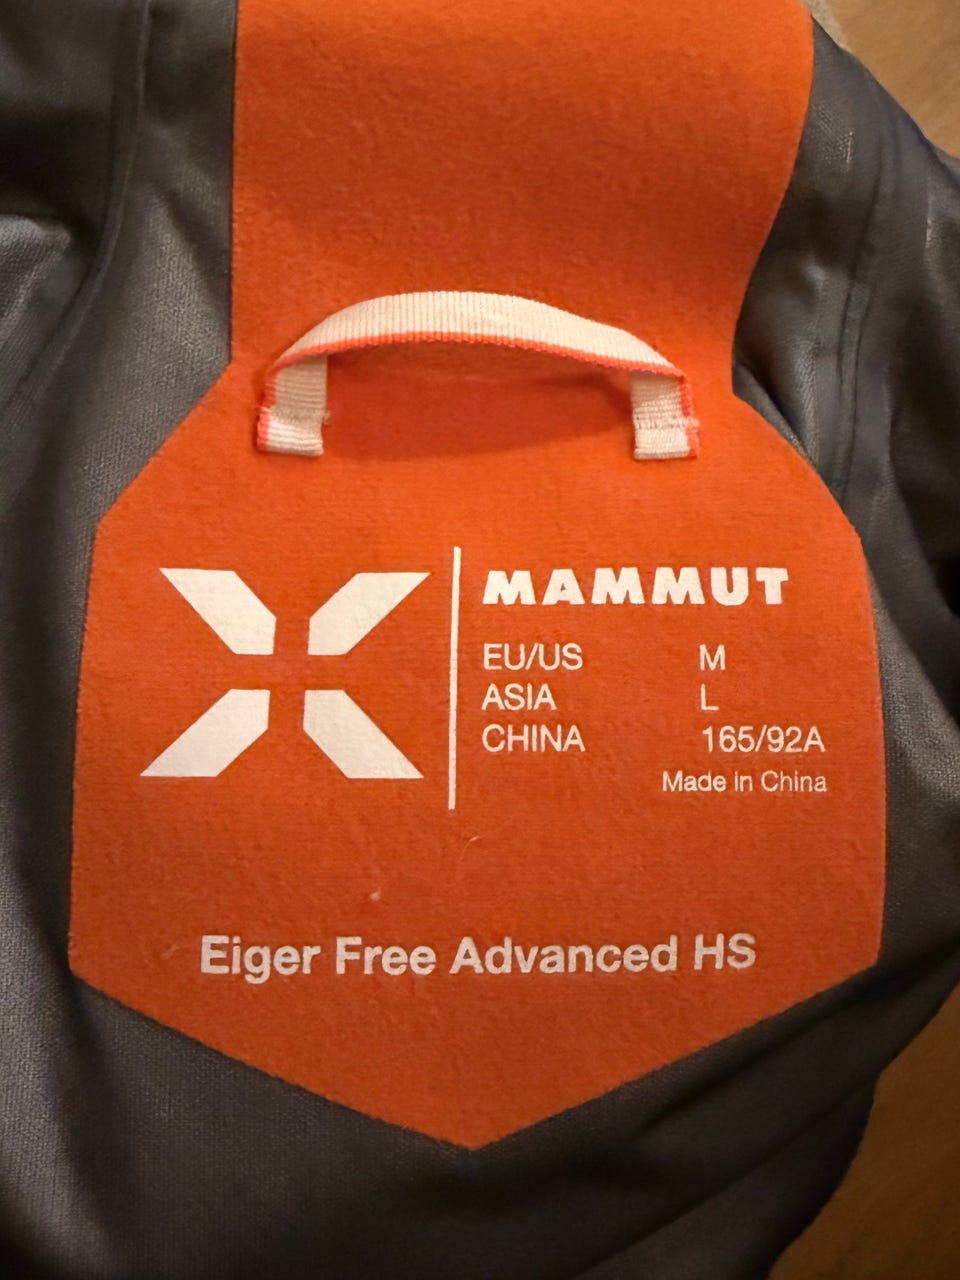 MAMMUT
EU/US M
ASIA L
CHINA 165/92A
Made in China
Eiger Free Advanced HS